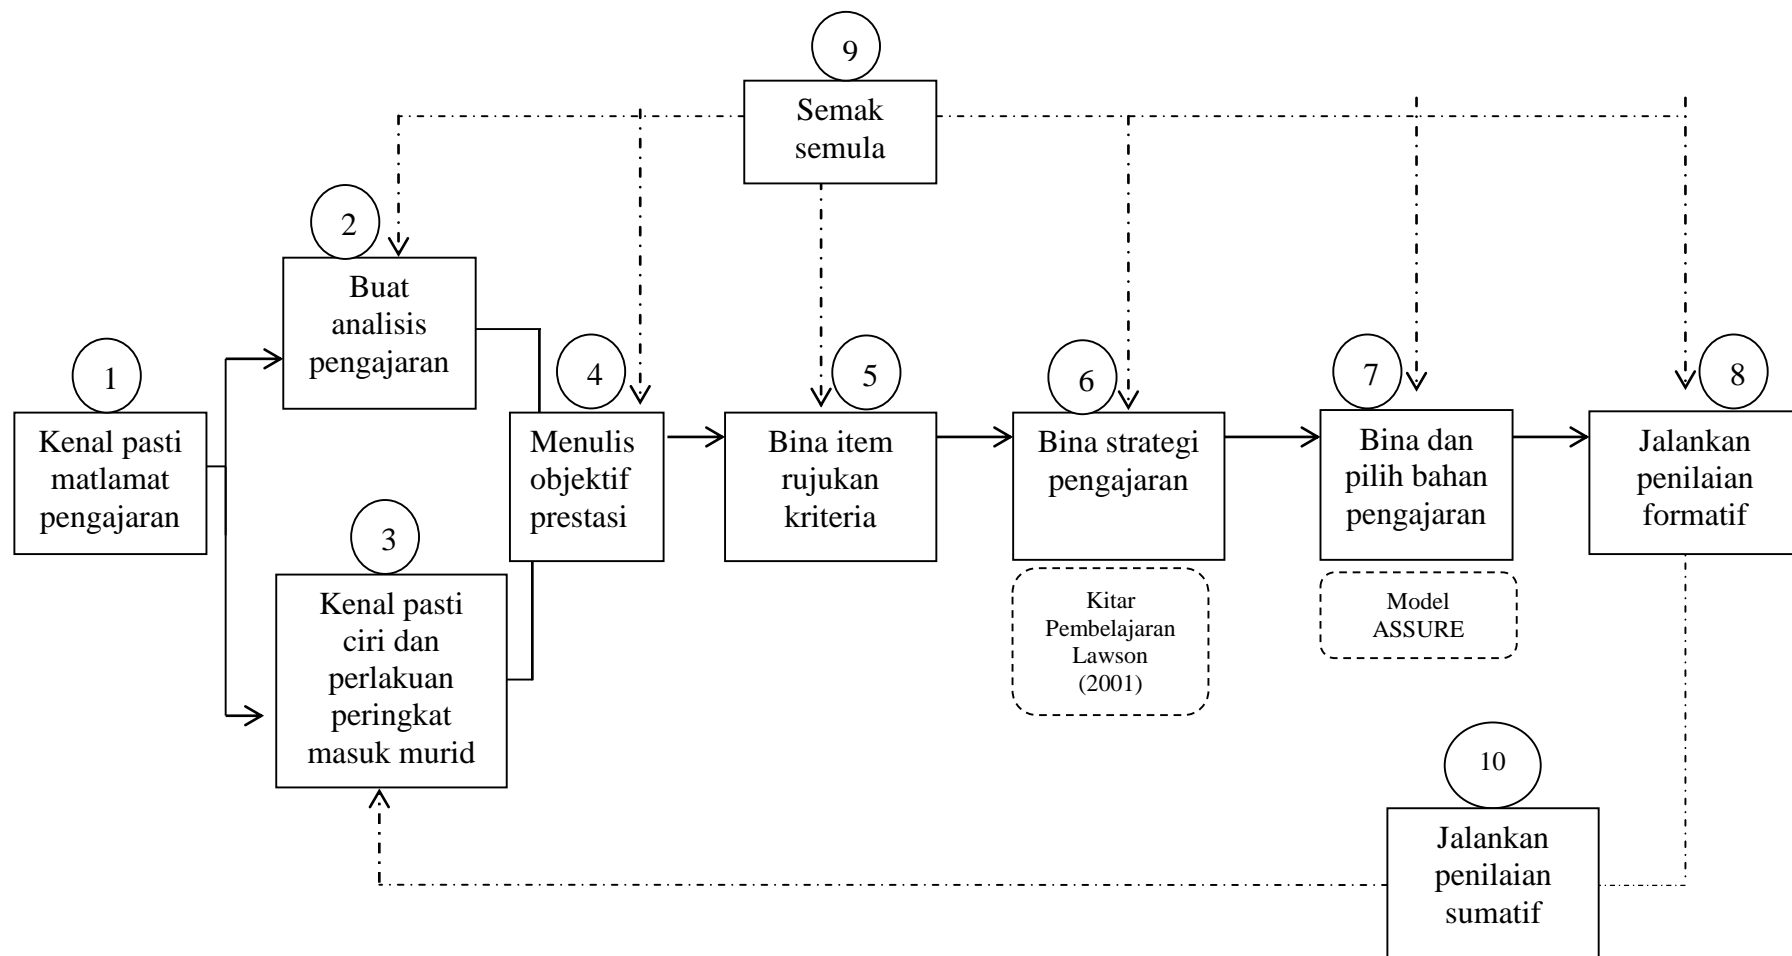 9
Semak
semula
2
Buat
analisis
pengajaran
1
Kenal pasti
matlamat
pengajaran
3
Kenal pasti
ciri dan
perlakuan
peringkat
masuk murid
4
Menulis
objektif
prestasi
5
Bina item
rujukan
kriteria
6
Bina strategi
pengajaran
Kitar
Pembelajaran
Lawson
(2001)
7
Bina dan
pilih bahan
pengajaran
Model
ASSURE
8
Jalankan
penilaian
formatif
10
Jalankan
penilaian
sumatif